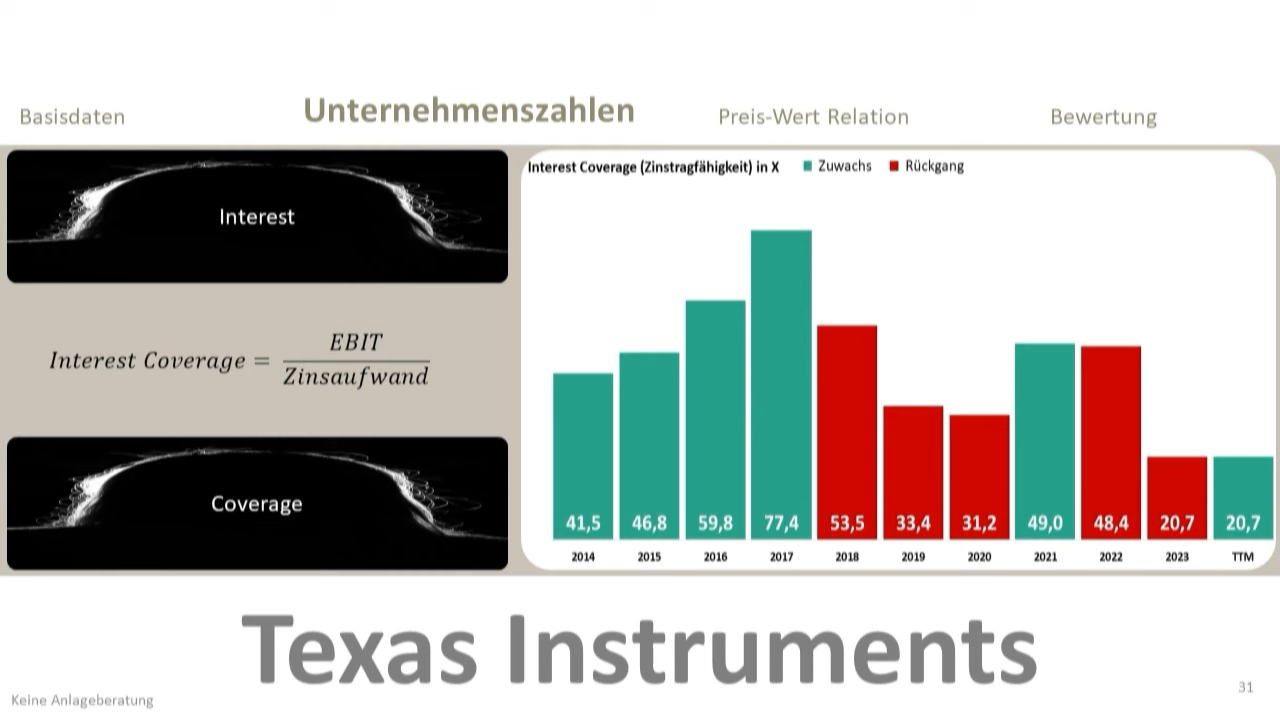 Basisdaten
Unternehmenszahlen
Preis-Wert Relation
Bewertung
Interest
Interest Coverage = EBIT / Zinsaufwand
Coverage
Interest Coverage (Zinstragfähigkeit) in X Zuwachs Rückgang
41,5 46,8 59,8 77,4 53,5 33,4 31,2 49,0 48,4 20,7 20,7
2014 2015 2016 2017 2018 2019 2020 2021 2022 2023 TTM
Texas Instruments
Keine Anlageberatung
31